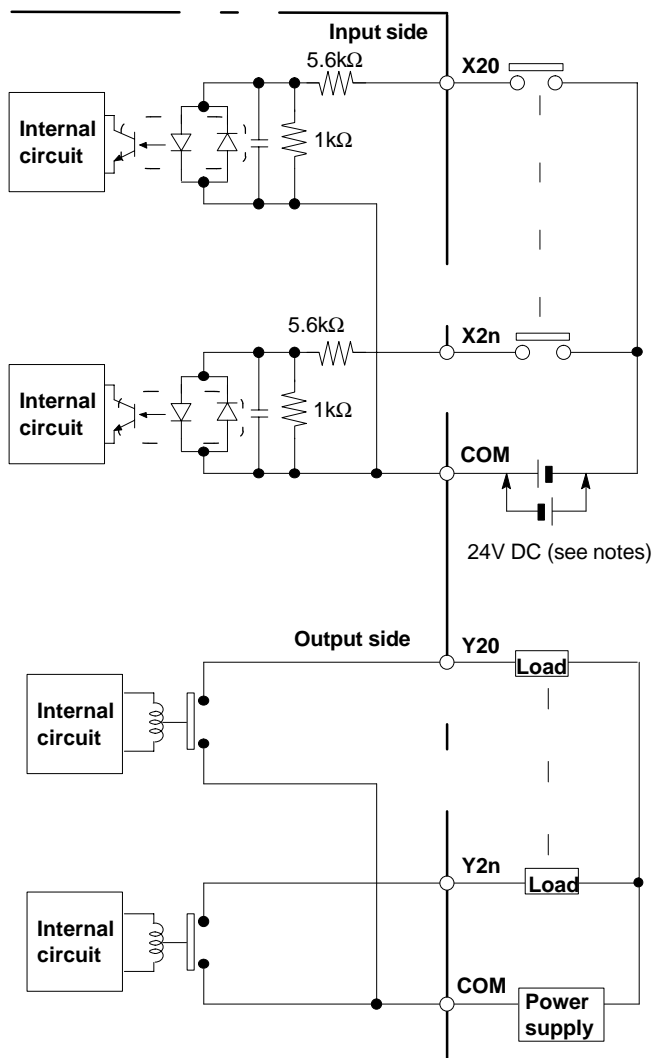 Input side
X20
5.6kΩ
Internal
circuit
1kΩ
5.6kΩ
X2n
Internal
circuit
1kΩ
COM
24V DC (see notes)
Output side
Y20
Load
Internal
circuit
Y2n
Load
Internal
circuit
COM
Power
supply